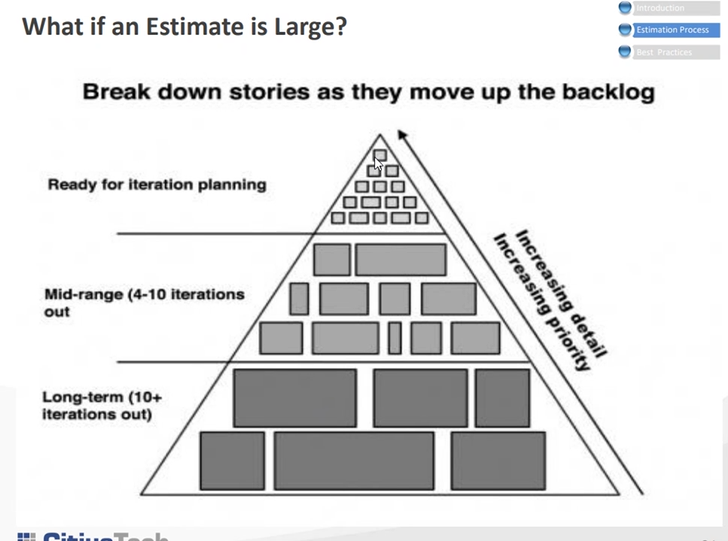 What if an Estimate is Large?
Introduction
Estimation Process
Best Practices
Break down stories as they move up the backlog
Ready for iteration planning
Increasing detail
Increasing priority
Mid-range (4-10 iterations
out
Long-term (10+
iterations out)
CitiusTech